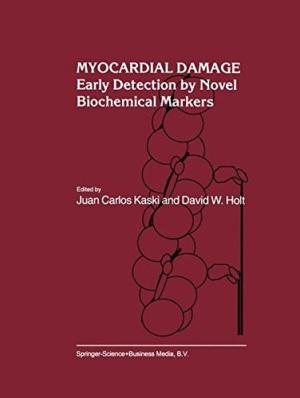 MYOCARDIAL DAMAGE
Early Detection by Novel
Biochemical Markers
Edited by
Juan Carlos Kaski and David W. Holt
Springer-Science+Business Media, B.V.